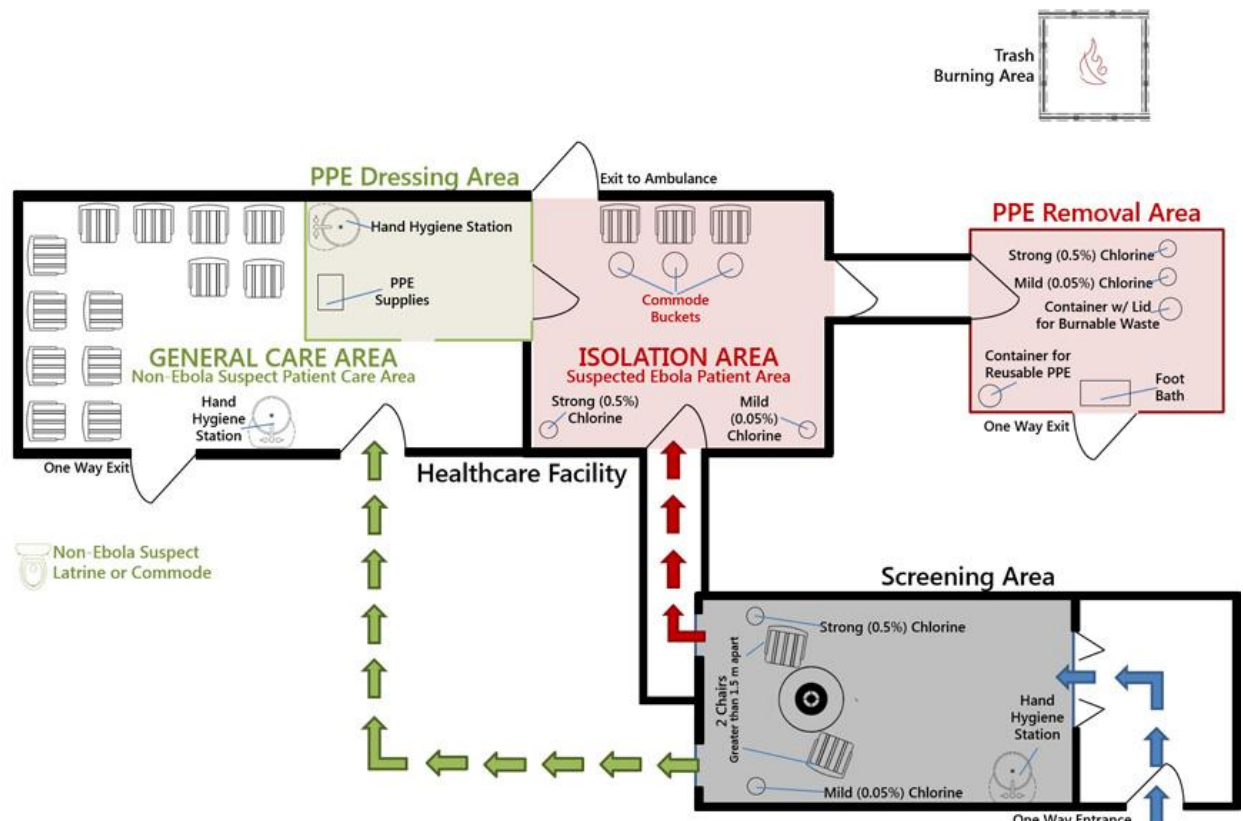 Trash
Burning Area
PPE Dressing Area
Exit to Ambulance
PPE Removal Area
Hand Hygiene Station
PPE
Supplies
Commode
Buckets
Strong (0.5%) Chlorine
Mild (0.05%) Chlorine
Container w/ Lid
for Burnable Waste
Container for
Reusable PPE
Foot
Bath
One Way Exit
GENERAL CARE AREA
Non-Ebola Suspect Patient Care Area
Hand
Hygiene
Station
One Way Exit
ISOLATION AREA
Suspected Ebola Patient Area
Strong (0.5%)
Chlorine
Mild
(0.05%)
Chlorine
Healthcare Facility
Non-Ebola Suspect
Latrine or Commode
Screening Area
Strong (0.5%) Chlorine
2 Chairs
Greater than 1.5 m apart
Hand
Hygiene
Station
Mild (0.05%) Chlorine
One Way Entrance